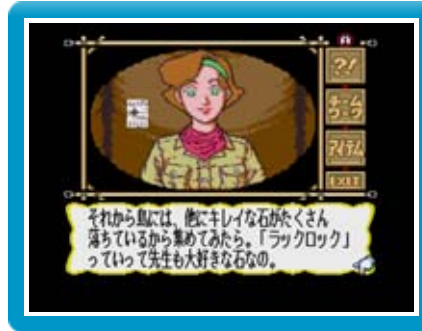 ?!
チーム
ワーク
アイテム
EXIT
それから島には、他にキレイな石がたくさん
落ちているから集めてみたら。「ラックロック」
っていって先生も大好きな石なの。